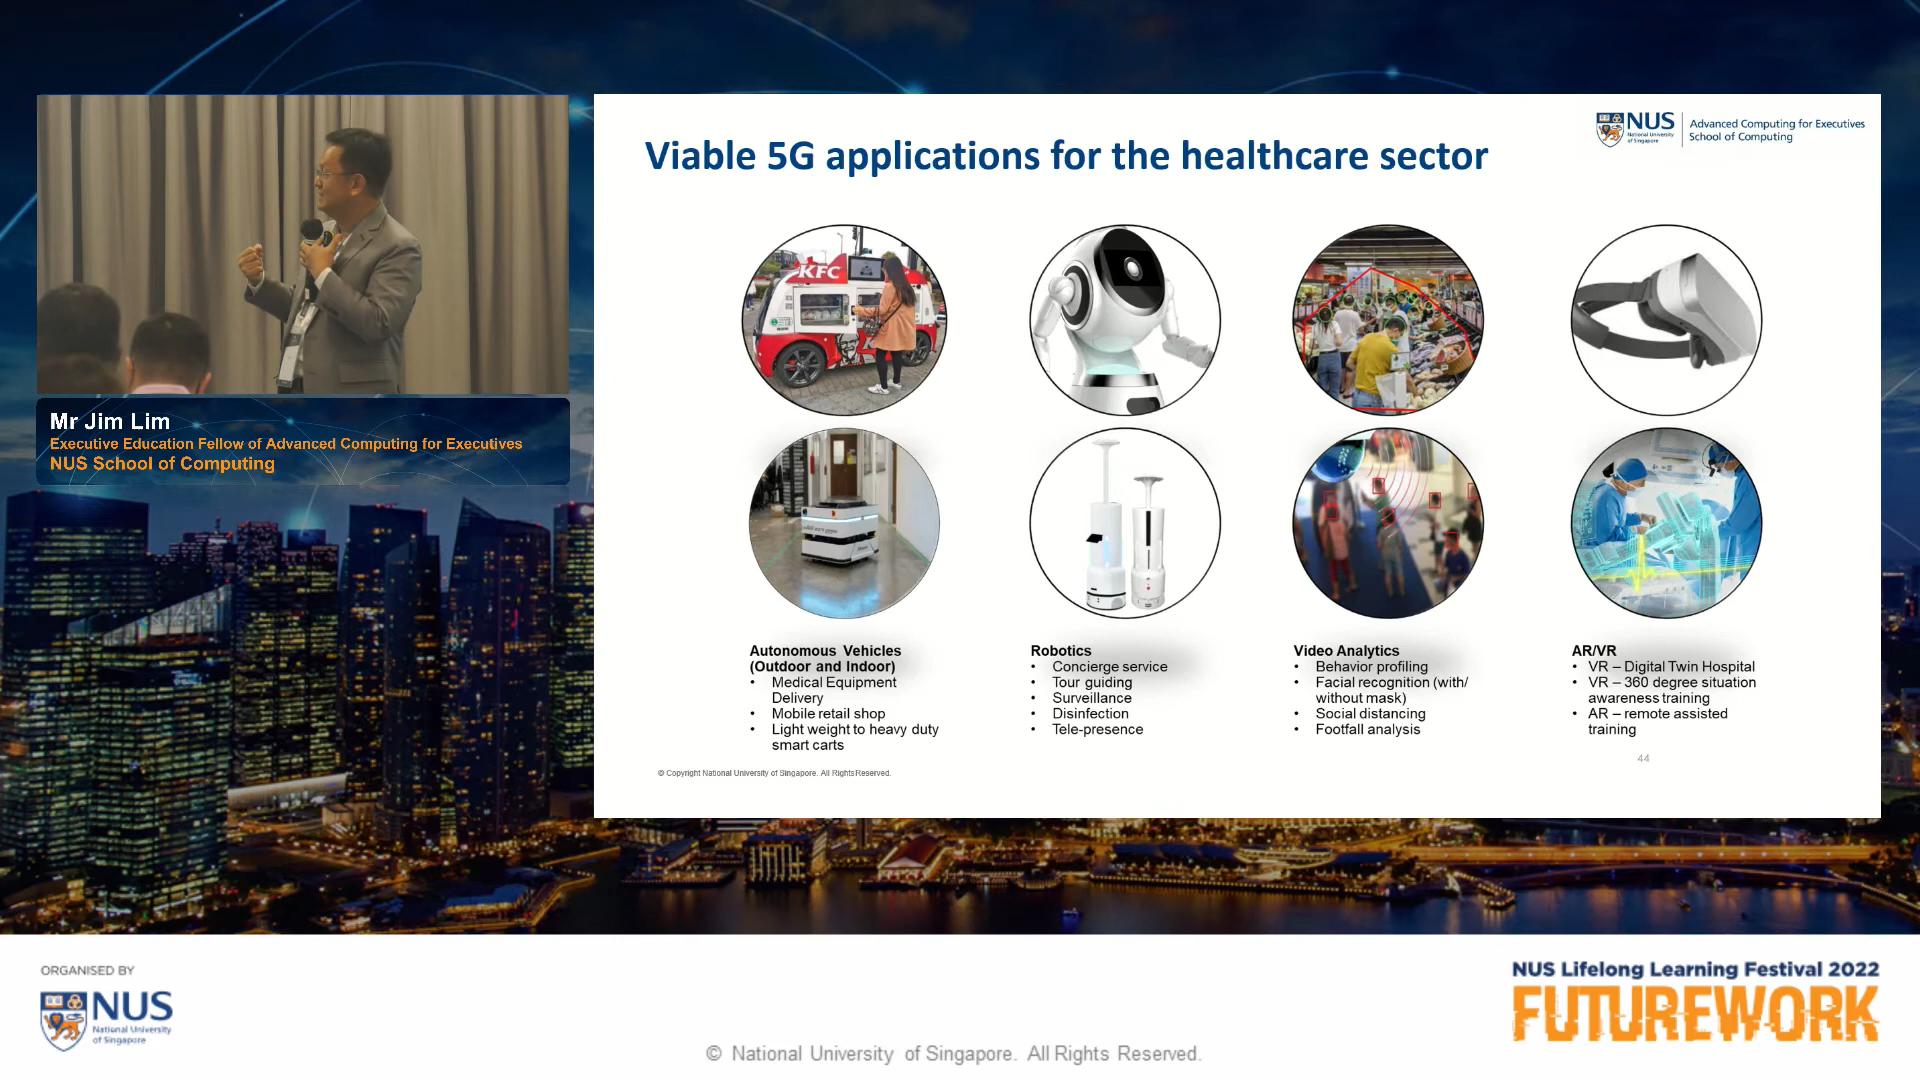 Mr Jim Lim
Executive Education Fellow of Advanced Computing for Executives
NUS School of Computing
NUS
National University
of Singapore
Advanced Computing for Executives
School of Computing
Viable 5G applications for the healthcare sector
KFC
Autonomous Vehicles
(Outdoor and Indoor)
• Medical Equipment
Delivery
• Mobile retail shop
• Light weight to heavy duty
smart carts
Robotics
• Concierge service
• Tour guiding
• Surveillance
• Disinfection
• Tele-presence
Video Analytics
• Behavior profiling
• Facial recognition (with/
without mask)
• Social distancing
• Footfall analysis
AR/VR
• VR – Digital Twin Hospital
• VR – 360 degree situation
awareness training
• AR – remote assisted
training
44
© Copyright National University of Singapore. All Rights Reserved.
ORGANISED BY
NUS
National University
of Singapore
© National University of Singapore. All Rights Reserved.
NUS Lifelong Learning Festival 2022
FUTUREWORK